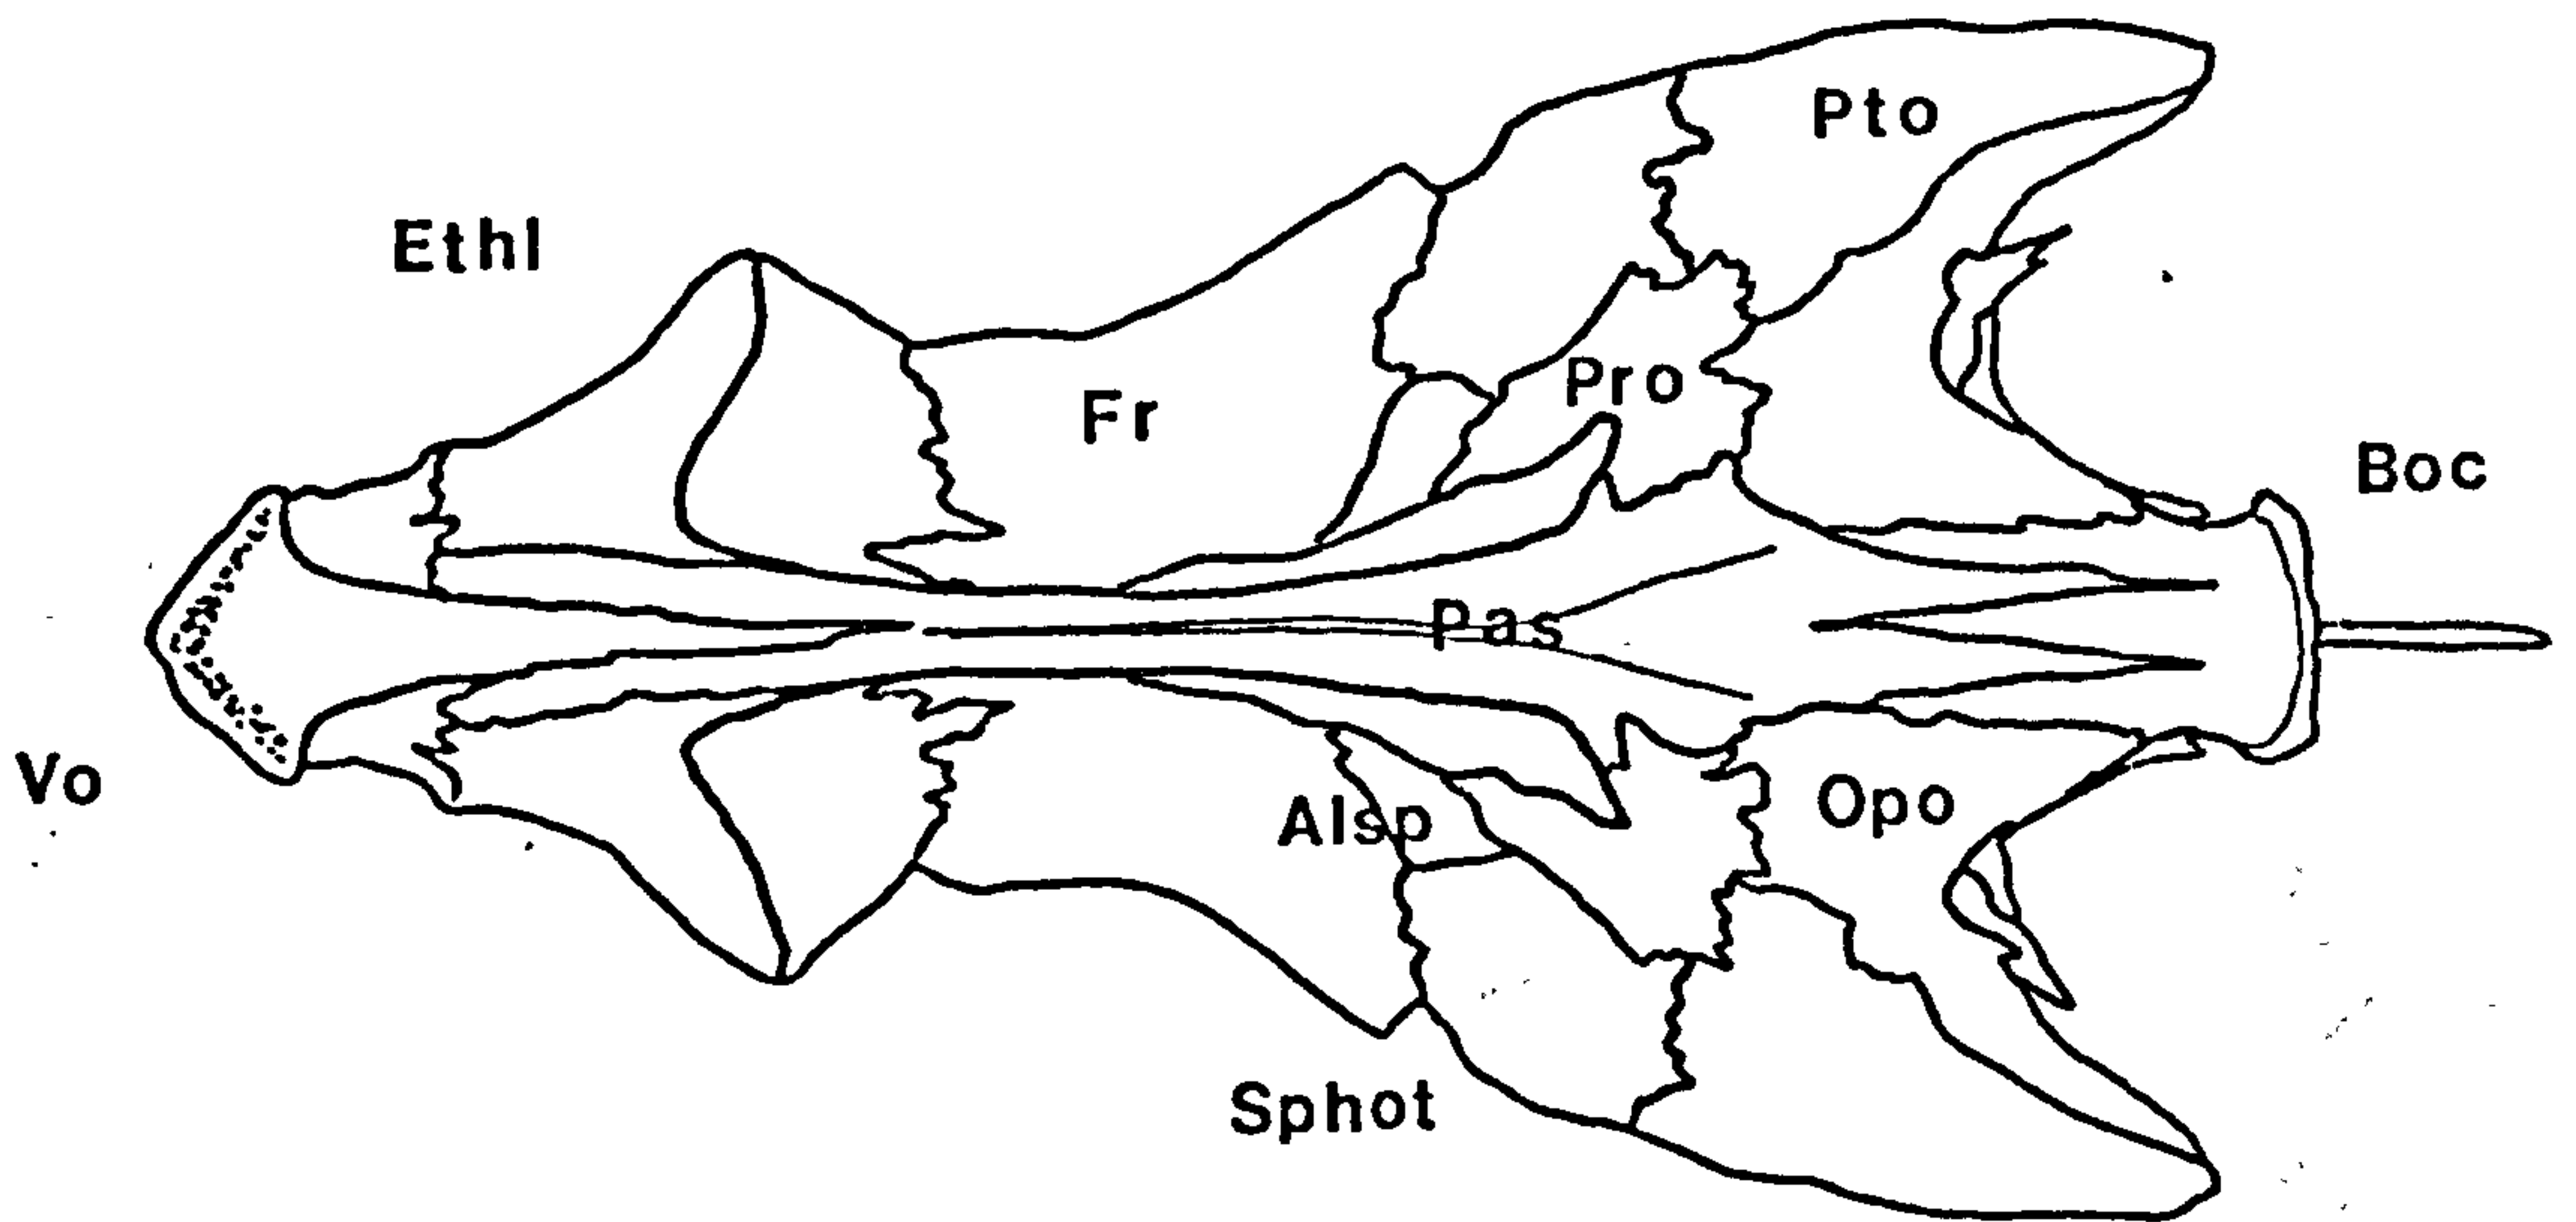 Pto
Ethl
Pro
Fr
Boc
Pas
Vo
Alsp
Opo
Sphot